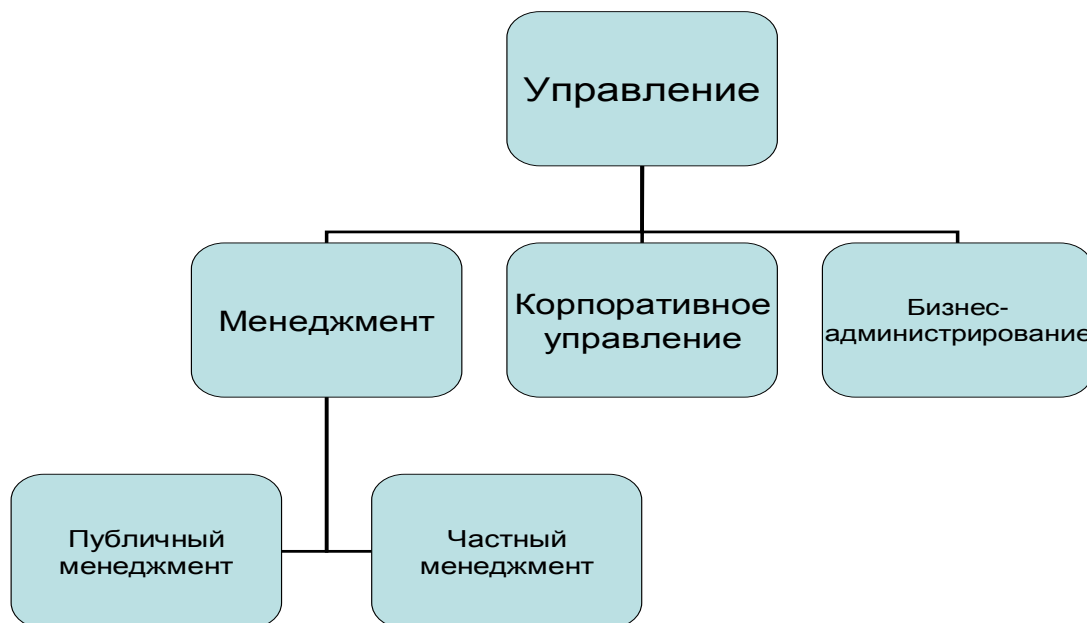 Управление
Менеджмент
Корпоративное
управление
Бизнес-
администрирование
Публичный
менеджмент
Частный
менеджмент